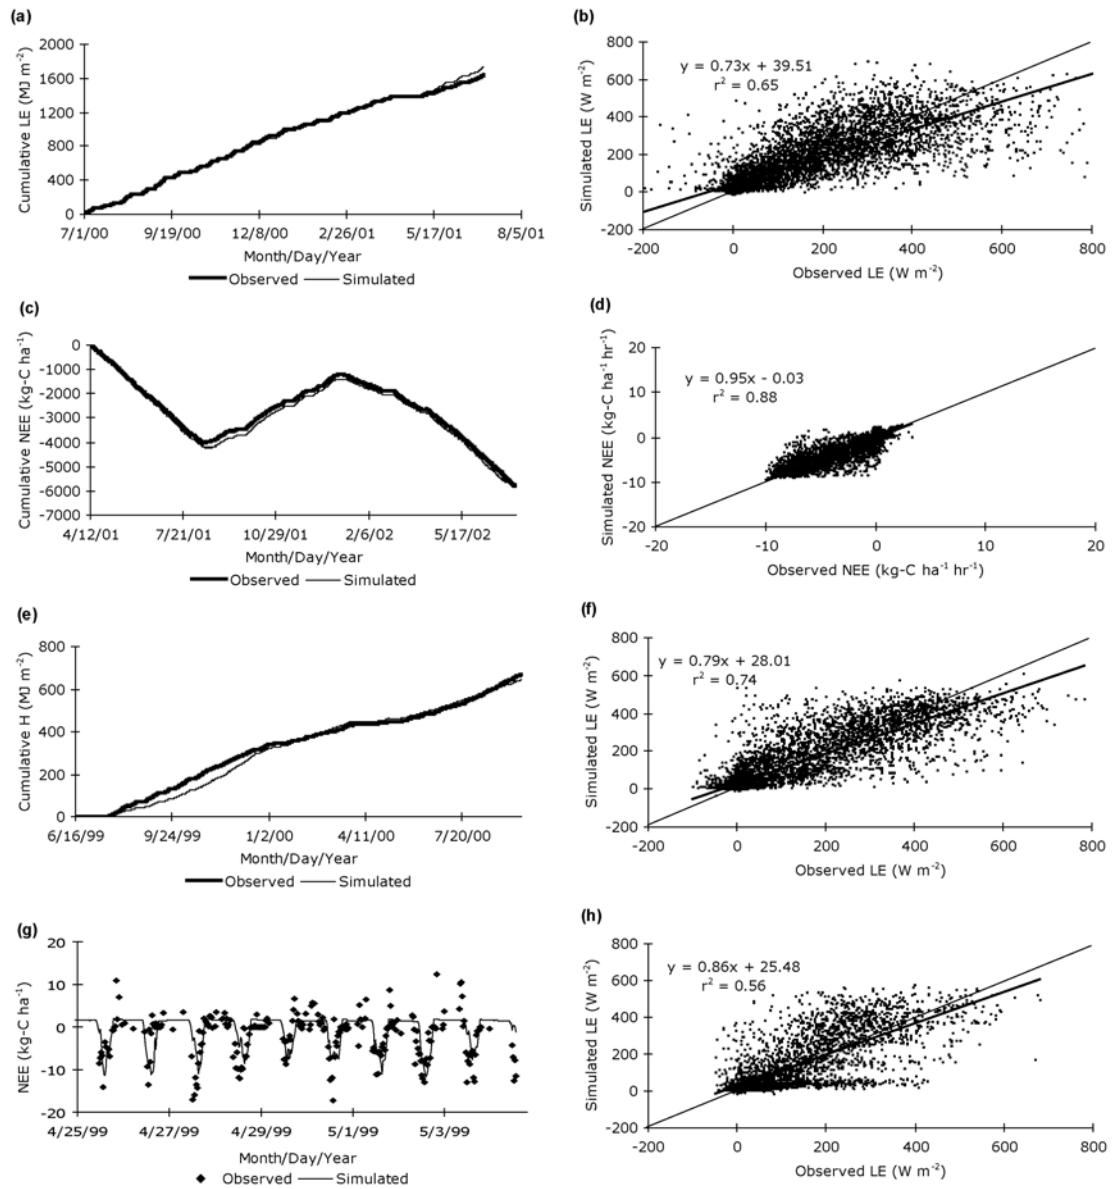 (a)
Cumulative LE (MJ m⁻²)
2000
1600
1200
800
400
0
7/1/00 9/19/00 12/8/00 2/26/01 5/17/01 8/5/01
Month/Day/Year
Observed Simulated
(b)
Simulated LE (W m⁻²)
y = 0.73x + 39.51
r² = 0.65
800
600
400
200
0
-200
-200 0 200 400 600 800
Observed LE (W m⁻²)
(c)
Cumulative NEE (kg-C ha⁻¹)
0
-1000
-2000
-3000
-4000
-5000
-6000
-7000
4/12/01 7/21/01 10/29/01 2/6/02 5/17/02
Month/Day/Year
Observed Simulated
(d)
Simulated NEE (kg-C ha⁻¹ hr⁻¹)
y = 0.95x - 0.03
r² = 0.88
20
10
0
-10
-20
-20 -10 0 10 20
Observed NEE (kg-C ha⁻¹ hr⁻¹)
(e)
Cumulative H (MJ m⁻²)
800
600
400
200
0
6/16/99 9/24/99 1/2/00 4/11/00 7/20/00
Month/Day/Year
Observed Simulated
(f)
Simulated LE (W m⁻²)
y = 0.79x + 28.01
r² = 0.74
800
600
400
200
0
-200
-200 0 200 400 600 800
Observed LE (W m⁻²)
(g)
NEE (kg-C ha⁻¹)
20
10
0
-10
-20
4/25/99 4/27/99 4/29/99 5/1/99 5/3/99
Month/Day/Year
Observed Simulated
(h)
Simulated LE (W m⁻²)
y = 0.86x + 25.48
r² = 0.56
800
600
400
200
0
-200
-200 0 200 400 600 800
Observed LE (W m⁻²)